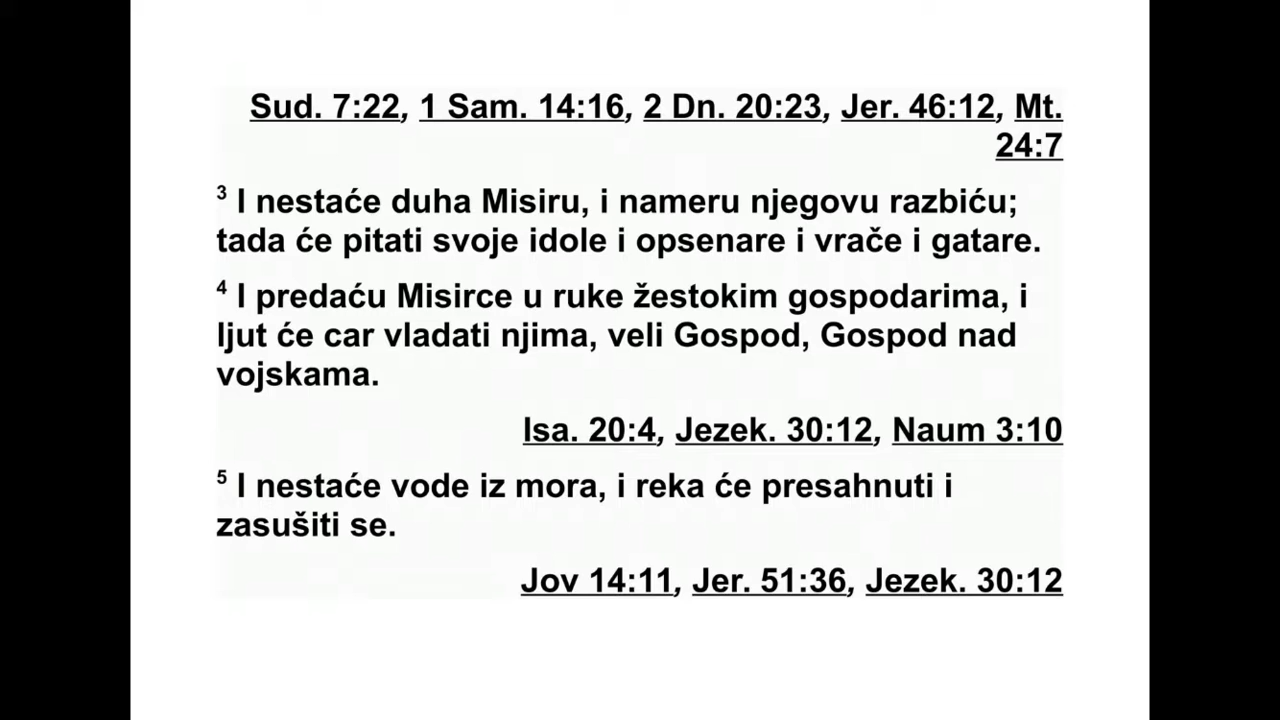 Sud. 7:22, 1 Sam. 14:16, 2 Dn. 20:23, Jer. 46:12, Mt.
24:7
3 I nestaće duha Misiru, i nameru njegovu razbiću;
tada će pitati svoje idole i opsenare i vrače i gatare.
4 I predaću Misirce u ruke žestokim gospodarima, i
ljut će car vladati njima, veli Gospod, Gospod nad
vojskama.
Isa. 20:4, Jezek. 30:12, Naum 3:10
5 I nestaće vode iz mora, i reka će presahnuti i
zasušiti se.
Jov 14:11, Jer. 51:36, Jezek. 30:12